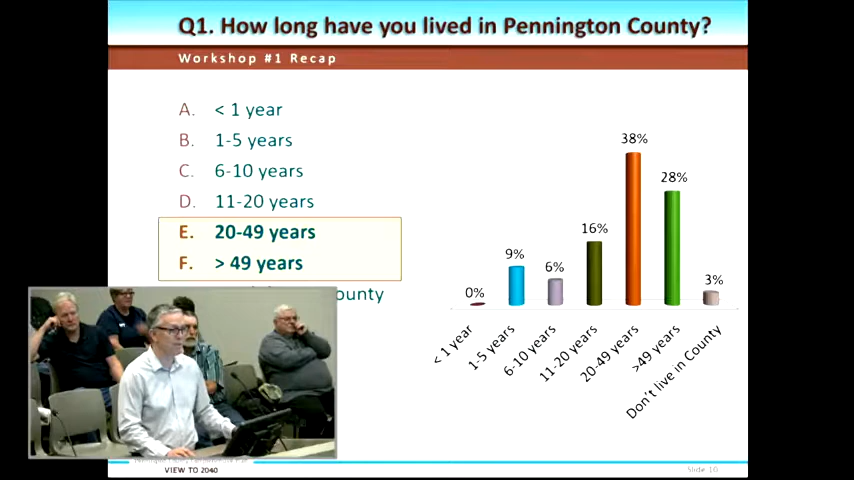 Q1. How long have you lived in Pennington County?
Workshop #1 Recap
A. < 1 year
B. 1-5 years
C. 6-10 years
D. 11-20 years
E. 20-49 years
F. > 49 years
ounty
0%
9%
6%
16%
38%
28%
3%
< 1 year
1-5 years
6-10 years
11-20 years
20-49 years
>49 years
Don't live in County
VIEW TO 2040
Slide 10